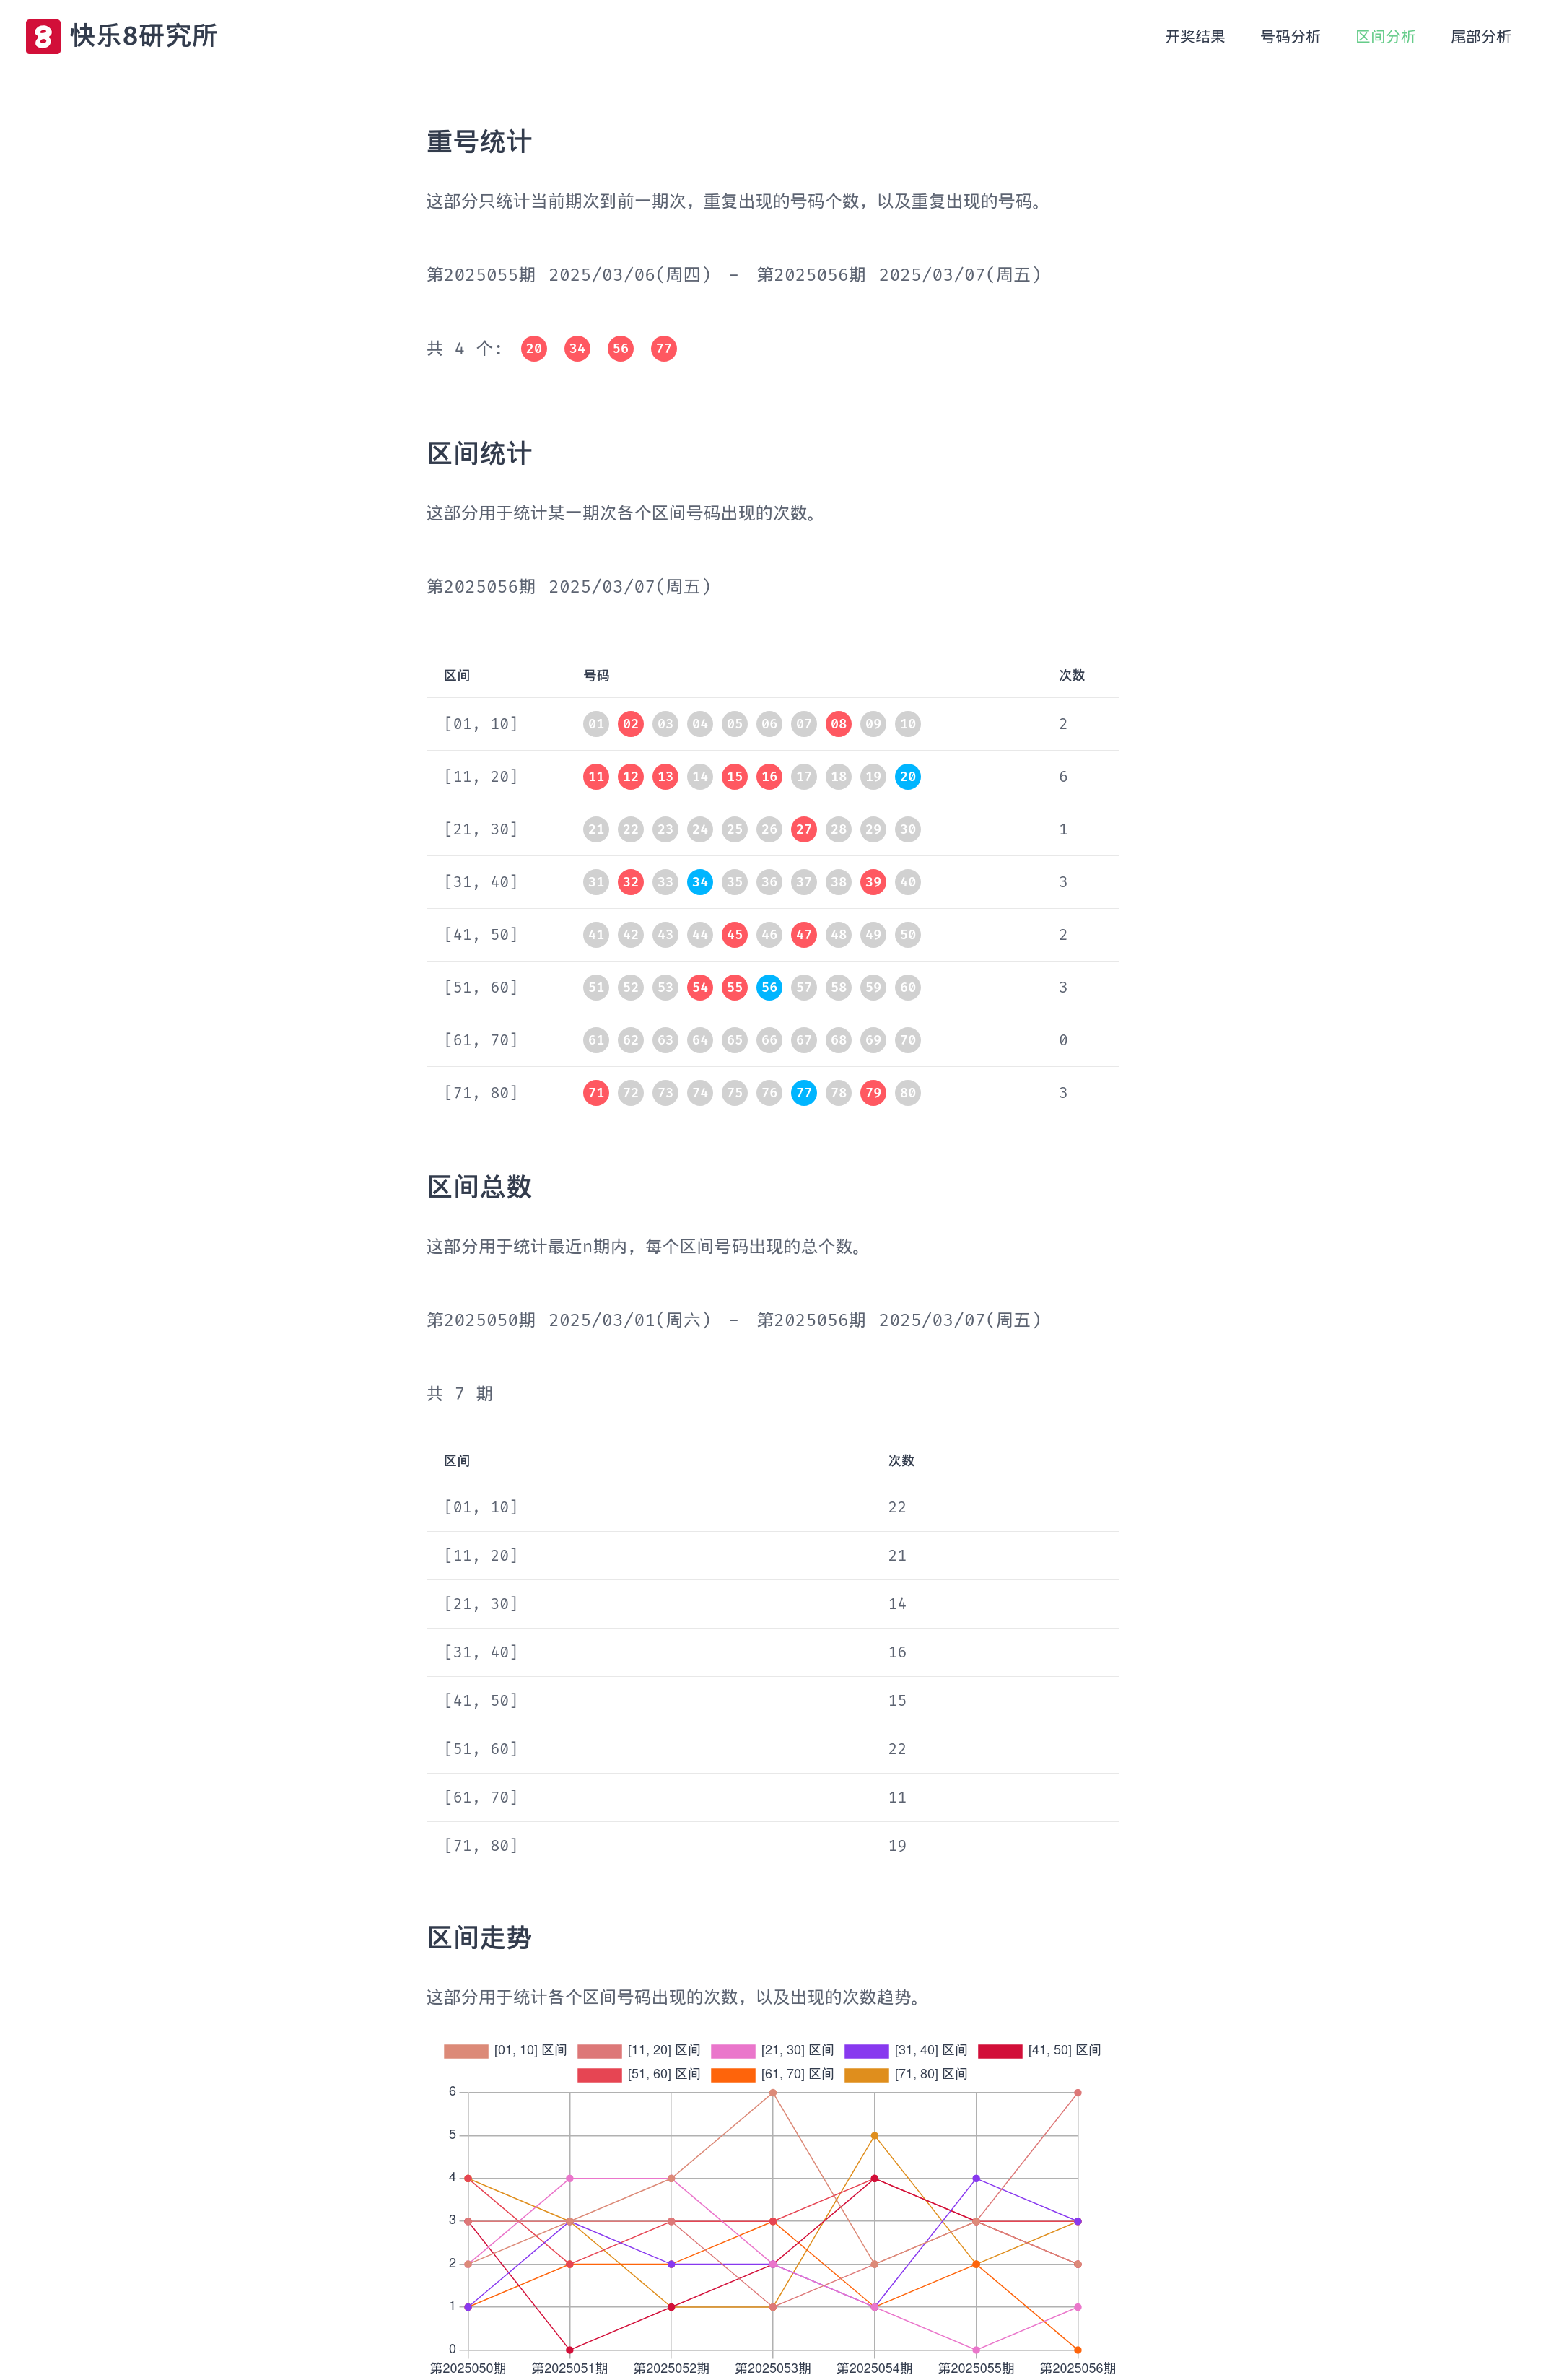 8 快乐8研究所 开奖结果 号码分析 区间分析 尾部分析
重号统计
这部分只统计当前期次到前一期次，重复出现的号码个数，以及重复出现的号码。
第2025055期 2025/03/06(周四) - 第2025056期 2025/03/07(周五)
共 4 个: 20 34 56 77
区间统计
这部分用于统计某一期次各个区间号码出现的次数。
第2025056期 2025/03/07(周五)
区间 号码 次数
[01, 10] 01 02 03 04 05 06 07 08 09 10 2
[11, 20] 11 12 13 14 15 16 17 18 19 20 6
[21, 30] 21 22 23 24 25 26 27 28 29 30 1
[31, 40] 31 32 33 34 35 36 37 38 39 40 3
[41, 50] 41 42 43 44 45 46 47 48 49 50 2
[51, 60] 51 52 53 54 55 56 57 58 59 60 3
[61, 70] 61 62 63 64 65 66 67 68 69 70 0
[71, 80] 71 72 73 74 75 76 77 78 79 80 3
区间总数
这部分用于统计最近n期内，每个区间号码出现的总个数。
第2025050期 2025/03/01(周六) - 第2025056期 2025/03/07(周五)
共 7 期
区间 次数
[01, 10] 22
[11, 20] 21
[21, 30] 14
[31, 40] 16
[41, 50] 15
[51, 60] 22
[61, 70] 11
[71, 80] 19
区间走势
这部分用于统计各个区间号码出现的次数，以及出现的次数趋势。
[01, 10] 区间 [11, 20] 区间 [21, 30] 区间 [31, 40] 区间 [41, 50] 区间
[51, 60] 区间 [61, 70] 区间 [71, 80] 区间
6
5
4
3
2
1
0
第2025050期 第2025051期 第2025052期 第2025053期 第2025054期 第2025055期 第2025056期